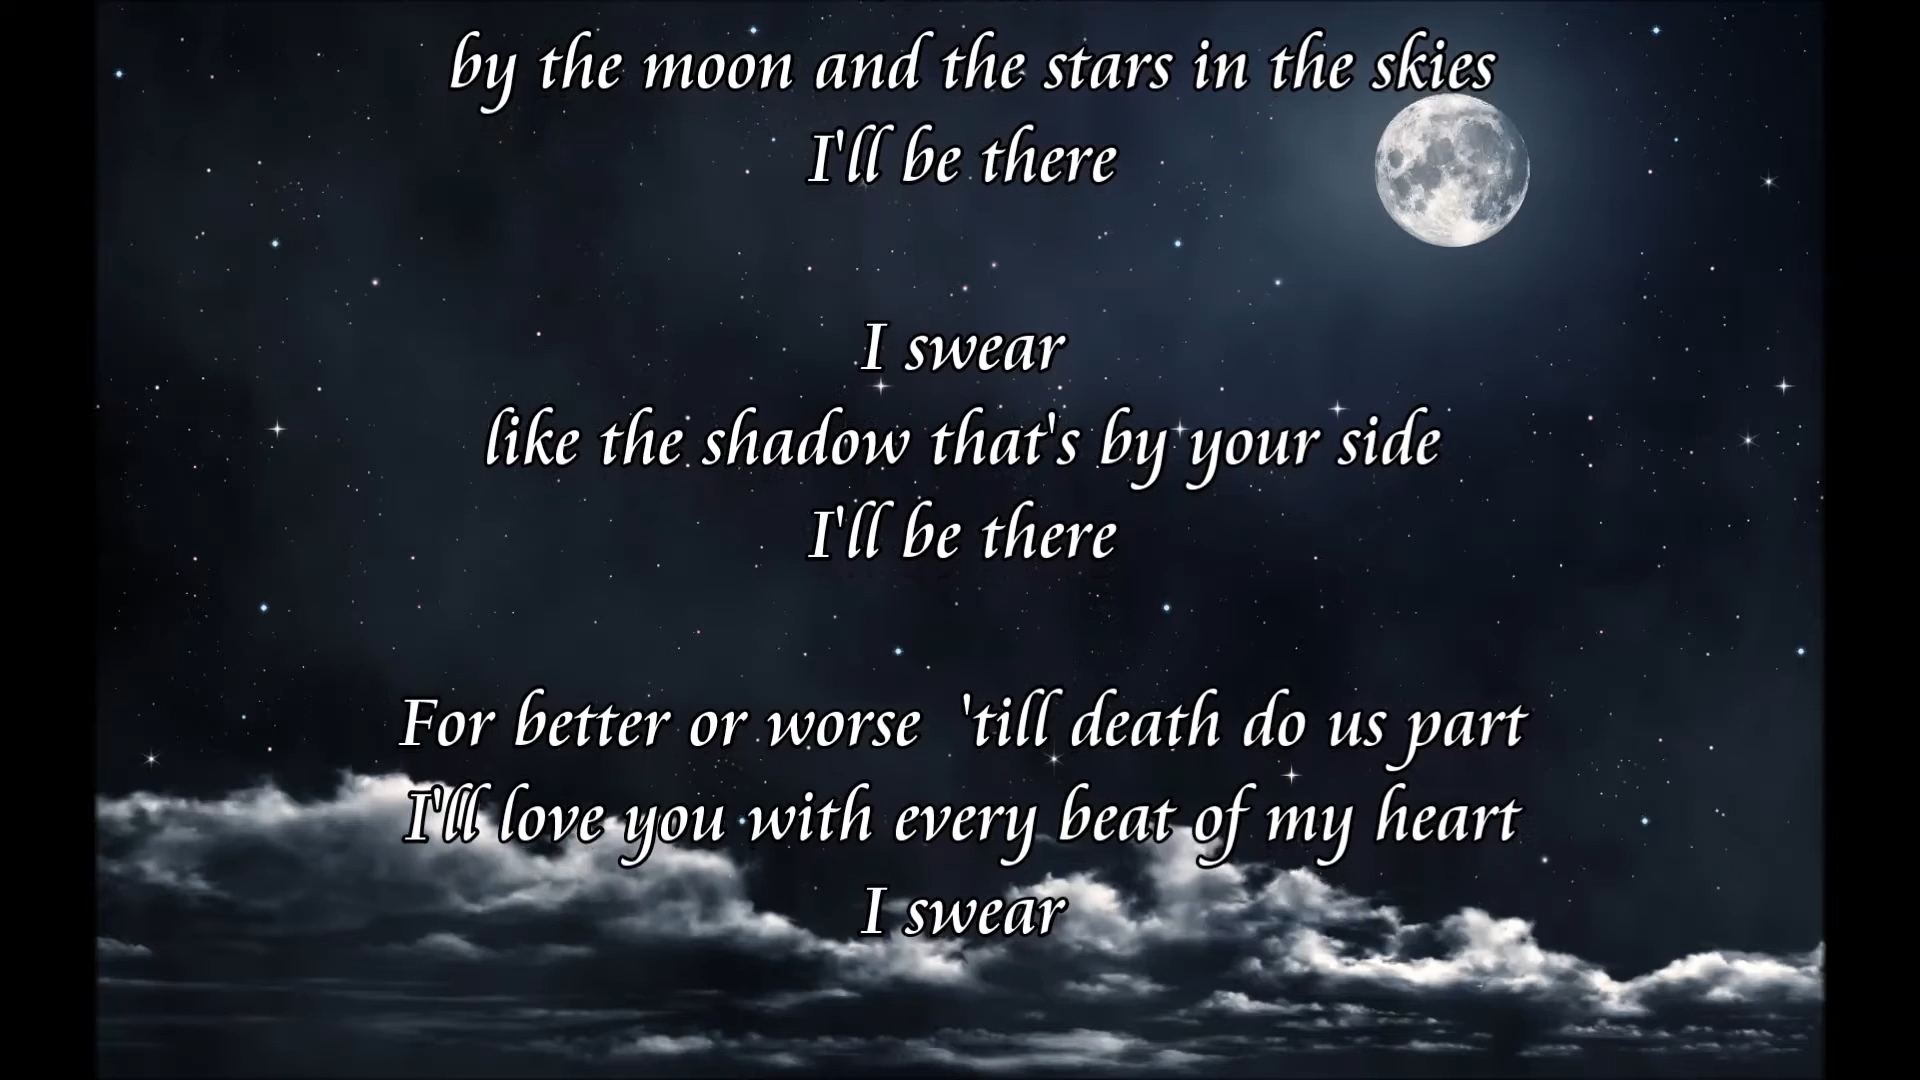 by the moon and the stars in the skies
I'll be there
I swear
like the shadow that's by your side
I'll be there
For better or worse  'till death do us part
I'll love you with every beat of my heart
I swear